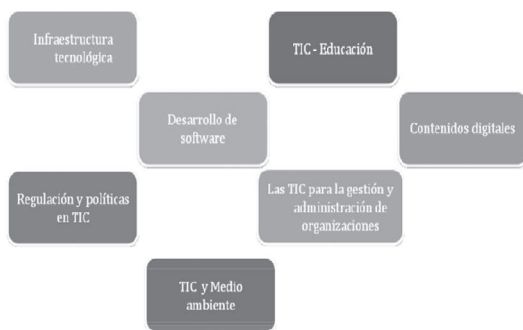 Infraestructura
tecnológica
TIC - Educación
Desarrollo de
software
Contenidos digitales
Regulación y políticas
en TIC
Las TIC para la gestión y
administración de
organizaciones
TIC y Medio
ambiente